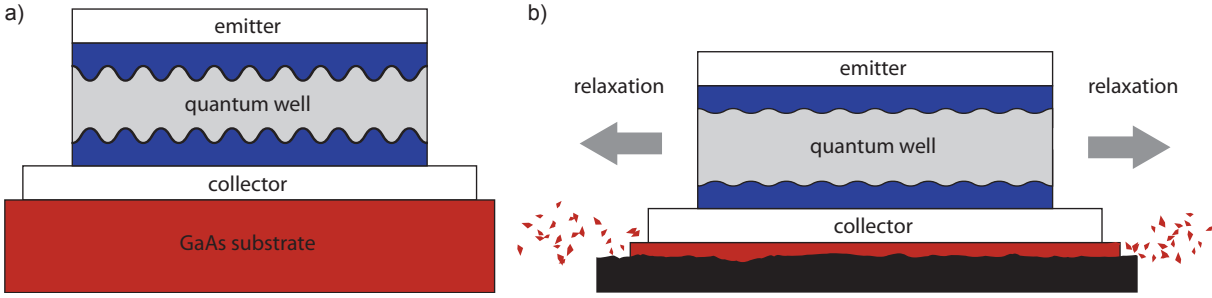 a)
emitter
quantum well
collector
GaAs substrate
b)
relaxation
emitter
relaxation
quantum well
collector